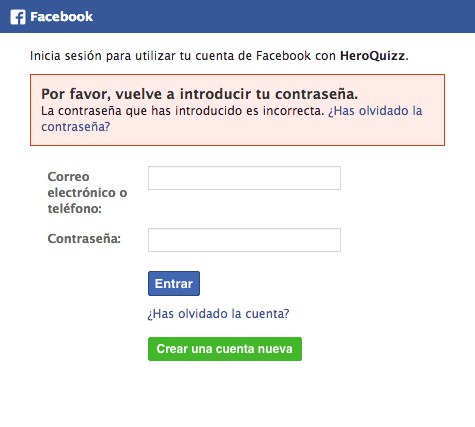 Facebook
Inicia sesión para utilizar tu cuenta de Facebook con HeroQuizz.
Por favor, vuelve a introducir tu contraseña.
La contraseña que has introducido es incorrecta. ¿Has olvidado la
contraseña?
Correo
electrónico o
teléfono:
Contraseña:
Entrar
¿Has olvidado la cuenta?
Crear una cuenta nueva